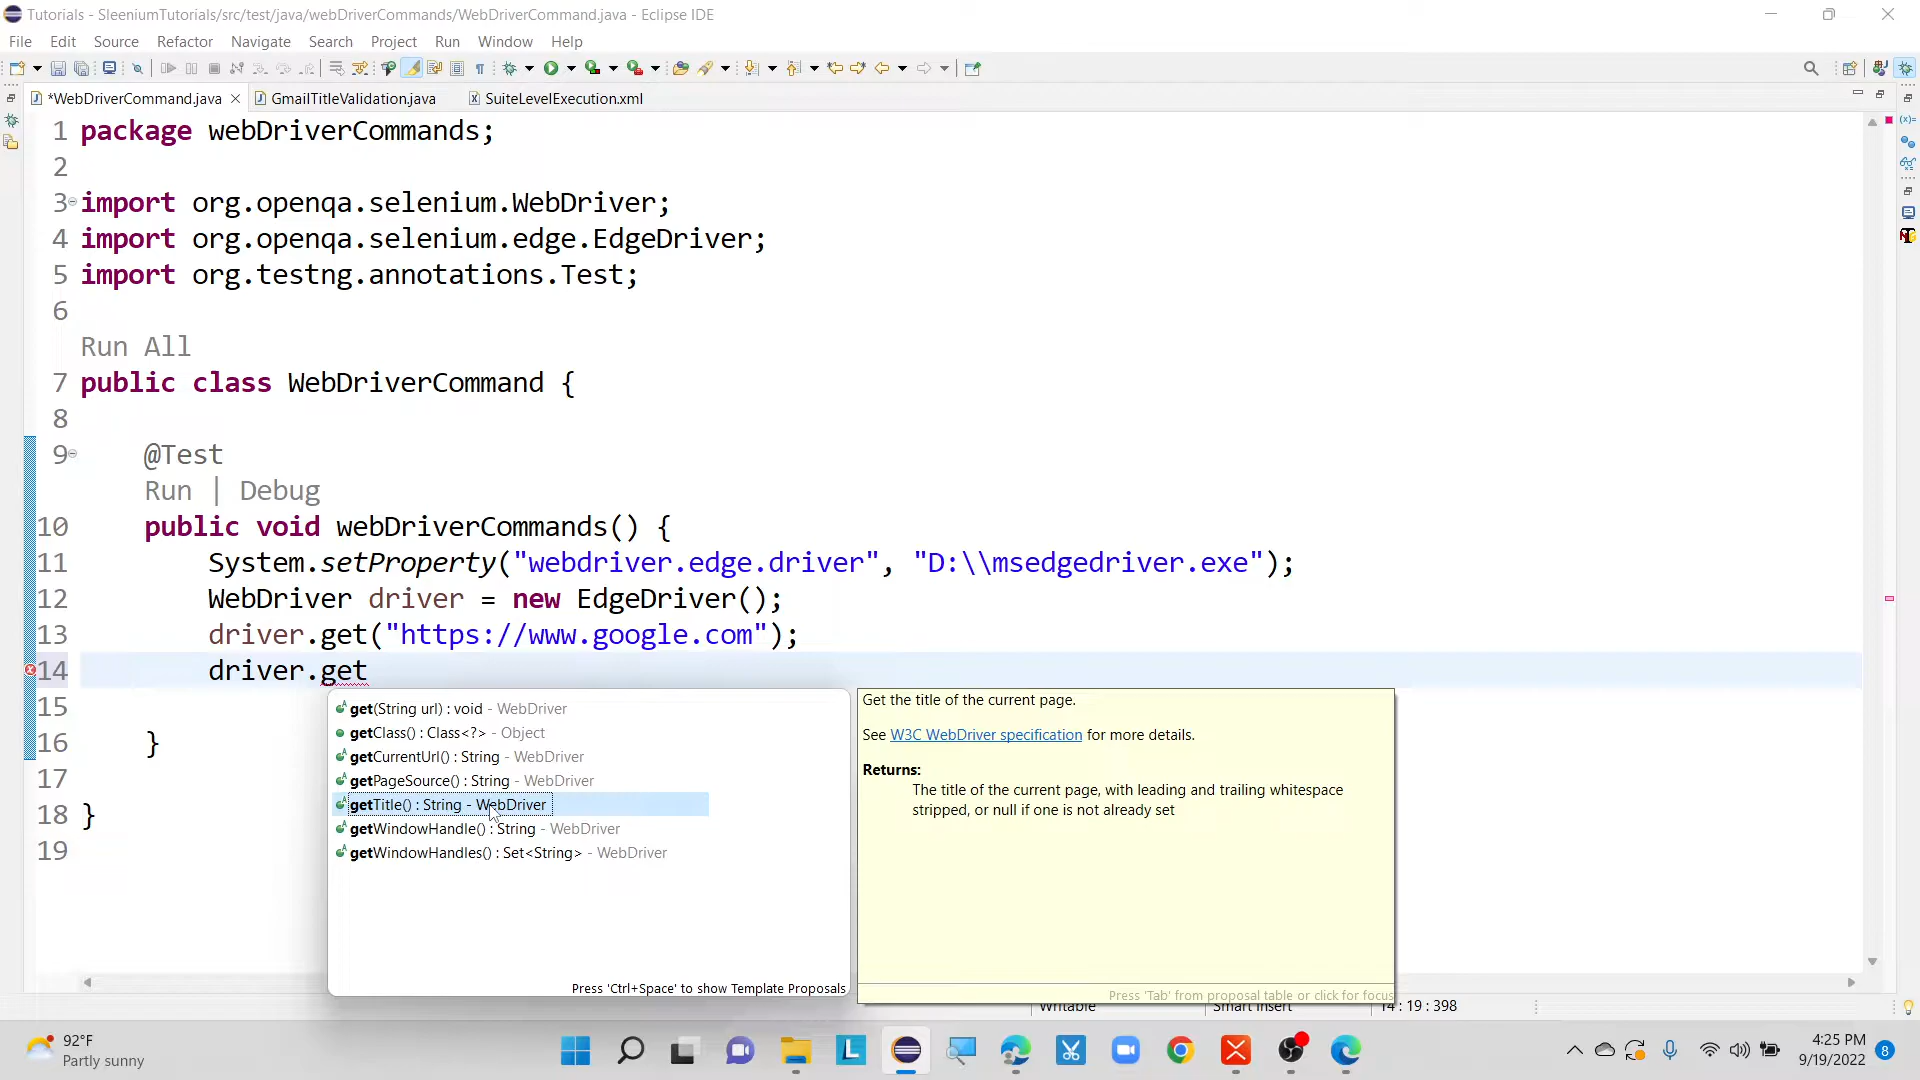 Tutorials - SleeniumTutorials/src/test/java/webDriverCommands/WebDriverCommand.java - Eclipse IDE
File Edit Source Refactor Navigate Search Project Run Window Help
*WebDriverCommand.java GmailTitleValidation.java SuiteLevelExecution.xml
1 package webDriverCommands;
2
3 import org.openqa.selenium.WebDriver;
4 import org.openqa.selenium.edge.EdgeDriver;
5 import org.testng.annotations.Test;
6
Run All
7 public class WebDriverCommand {
8
9 @Test
Run | Debug
10 public void webDriverCommands() {
11 System.setProperty("webdriver.edge.driver", "D:\\msedgedriver.exe");
12 WebDriver driver = new EdgeDriver();
13 driver.get("https://www.google.com");
14 driver.get
15
16 }
17
18 }
19
get(String url) : void - WebDriver
getClass() : Class<?> - Object
getCurrentUrl() : String - WebDriver
getPageSource() : String - WebDriver
getTitle() : String - WebDriver
getWindowHandle() : String - WebDriver
getWindowHandles() : Set<String> - WebDriver
Press 'Ctrl+Space' to show Template Proposals
Get the title of the current page.
See W3C WebDriver specification for more details.
Returns:
The title of the current page, with leading and trailing whitespace
stripped, or null if one is not already set
Press 'Tab' from proposal table or click for focus
Writable Smart Insert 14 : 19 : 398
92°F
Partly sunny
4:25 PM
9/19/2022
8